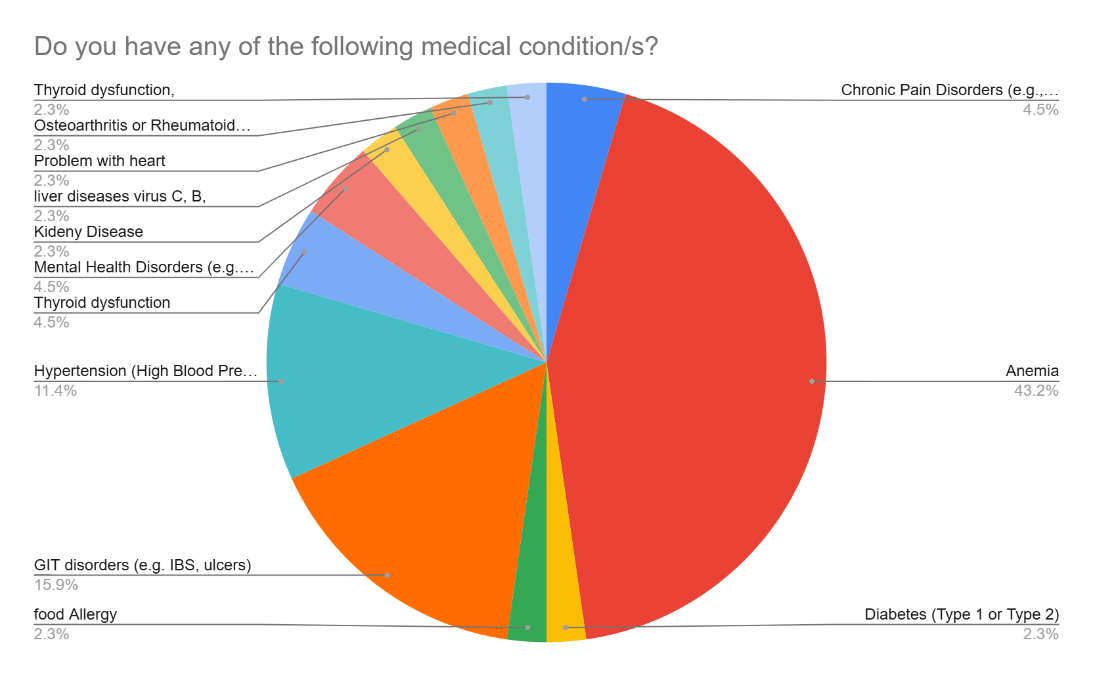 Do you have any of the following medical condition/s?
Thyroid dysfunction,
2.3%
Osteoarthritis or Rheumatoid…
2.3%
Problem with heart
2.3%
liver diseases virus C, B,
2.3%
Kideny Disease
2.3%
Mental Health Disorders (e.g.…
4.5%
Thyroid dysfunction
4.5%
Hypertension (High Blood Pre…
11.4%
GIT disorders (e.g. IBS, ulcers)
15.9%
food Allergy
2.3%
Chronic Pain Disorders (e.g.,…
4.5%
Anemia
43.2%
Diabetes (Type 1 or Type 2)
2.3%